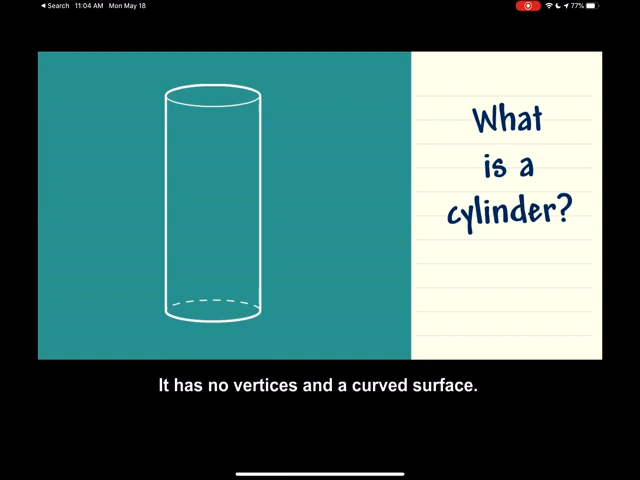 Search 11:04 AM Mon May 18 77%
What
is a
cylinder?
It has no vertices and a curved surface.